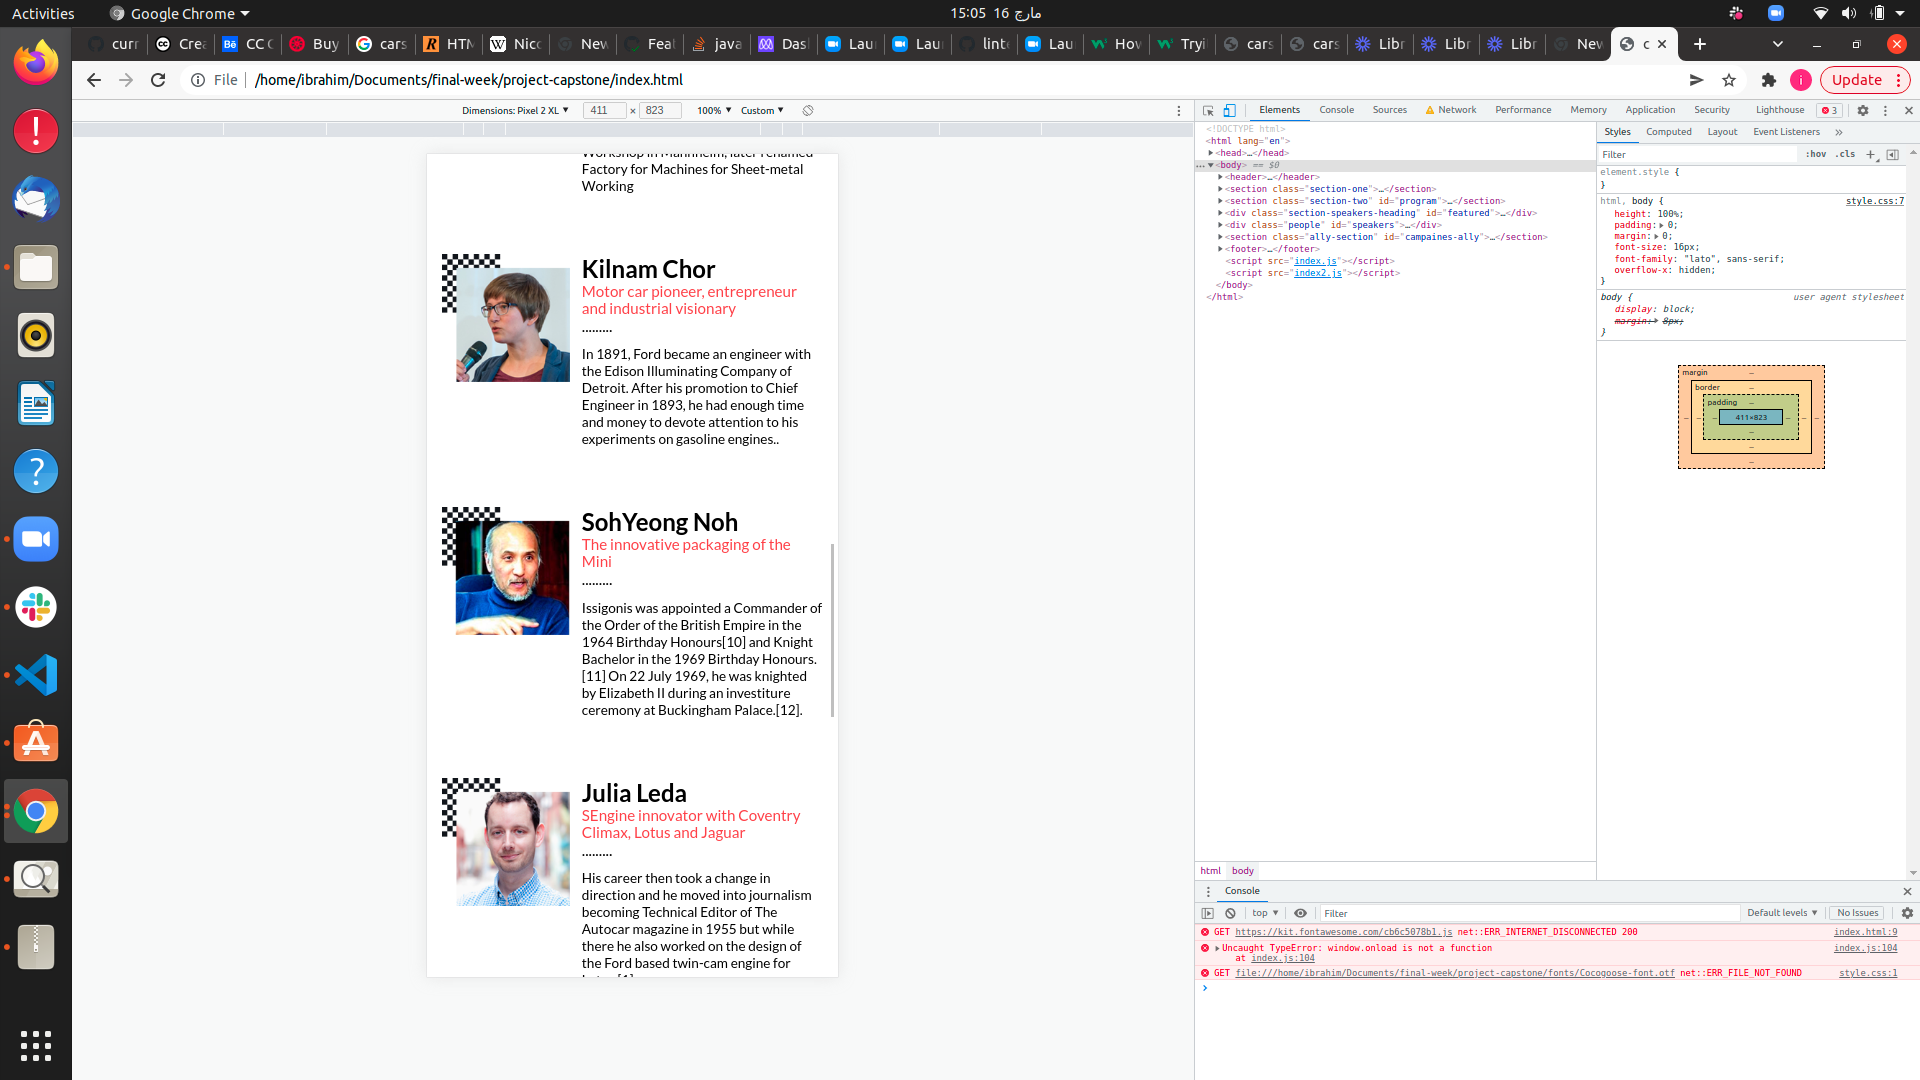 Activities
Google Chrome
15:05 16 مارچ
curr
Crea
CC C
Buy
cars
HTM
Nico
New
Feat
java
Das
Laun
Laun
lint
Lau
How
Tryi
cars
cars
Libr
Libr
Libr
New
c
File
/home/ibrahim/Documents/final-week/project-capstone/index.html
i
Update
Dimensions: Pixel 2 XL
411 × 823
100%
Custom
Elements Console Sources Network Performance Memory Application Security Lighthouse 3
Factory for Machines for Sheet-metal
Working
Kilnam Chor
Motor car pioneer, entrepreneur
and industrial visionary
.........
In 1891, Ford became an engineer with
the Edison Illuminating Company of
Detroit. After his promotion to Chief
Engineer in 1893, he had enough time
and money to devote attention to his
experiments on gasoline engines..
SohYeong Noh
The innovative packaging of the
Mini
.........
Issigonis was appointed a Commander of
the Order of the British Empire in the
1964 Birthday Honours[10] and Knight
Bachelor in the 1969 Birthday Honours.
[11] On 22 July 1969, he was knighted
by Elizabeth II during an investiture
ceremony at Buckingham Palace.[12].
Julia Leda
SEngine innovator with Coventry
Climax, Lotus and Jaguar
.........
His career then took a change in
direction and he moved into journalism
becoming Technical Editor of The
Autocar magazine in 1955 but while
there he also worked on the design of
the Ford based twin-cam engine for
<!DOCTYPE html>
<html lang="en">
<head>…</head>
<body> == $0
<header>…</header>
<section class="section-one">…</section>
<section class="section-two" id="program">…</section>
<div class="section-speakers-heading" id="featured">…</div>
<div class="people" id="speakers">…</div>
<section class="ally-section" id="campaines-ally">…</section>
<footer>…</footer>
<script src="index.js"></script>
<script src="index2.js"></script>
</body>
</html>
html body
Styles Computed Layout Event Listeners
Filter :hov .cls
element.style {
}
html, body { style.css:7
height: 100%;
padding: 0;
margin: 0;
font-size: 16px;
font-family: "lato", sans-serif;
overflow-x: hidden;
}
body { user agent stylesheet
display: block;
margin: 8px;
}
margin –
border –
padding –
– – – 411×823 – – –
–
–
–
Console
top Filter Default levels No Issues
GET https://kit.fontawesome.com/cb6c5078b1.js net::ERR_INTERNET_DISCONNECTED 200 index.html:9
Uncaught TypeError: window.onload is not a function index.js:104
at index.js:104
GET file:///home/ibrahim/Documents/final-week/project-capstone/fonts/Cocogoose-font.otf net::ERR_FILE_NOT_FOUND style.css:1